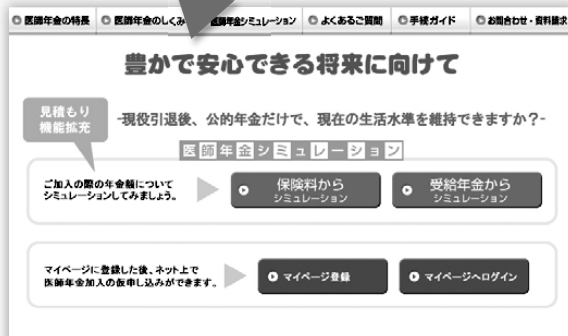 医師年金の特長 医師年金のしくみ 医師年金シミュレーション よくあるご質問 手続ガイド お問合わせ・資料請求
豊かで安心できる将来に向けて
見積もり
機能拡充
-現役引退後、公的年金だけで、現在の生活水準を維持できますか？-
医師年金シミュレーション
ご加入の際の年金額について
シミュレーションしてみましょう。
保険料から
シミュレーション
受給年金から
シミュレーション
マイページに登録した後、ネット上で
医師年金加入の仮申し込みができます。
マイページ登録
マイページへログイン